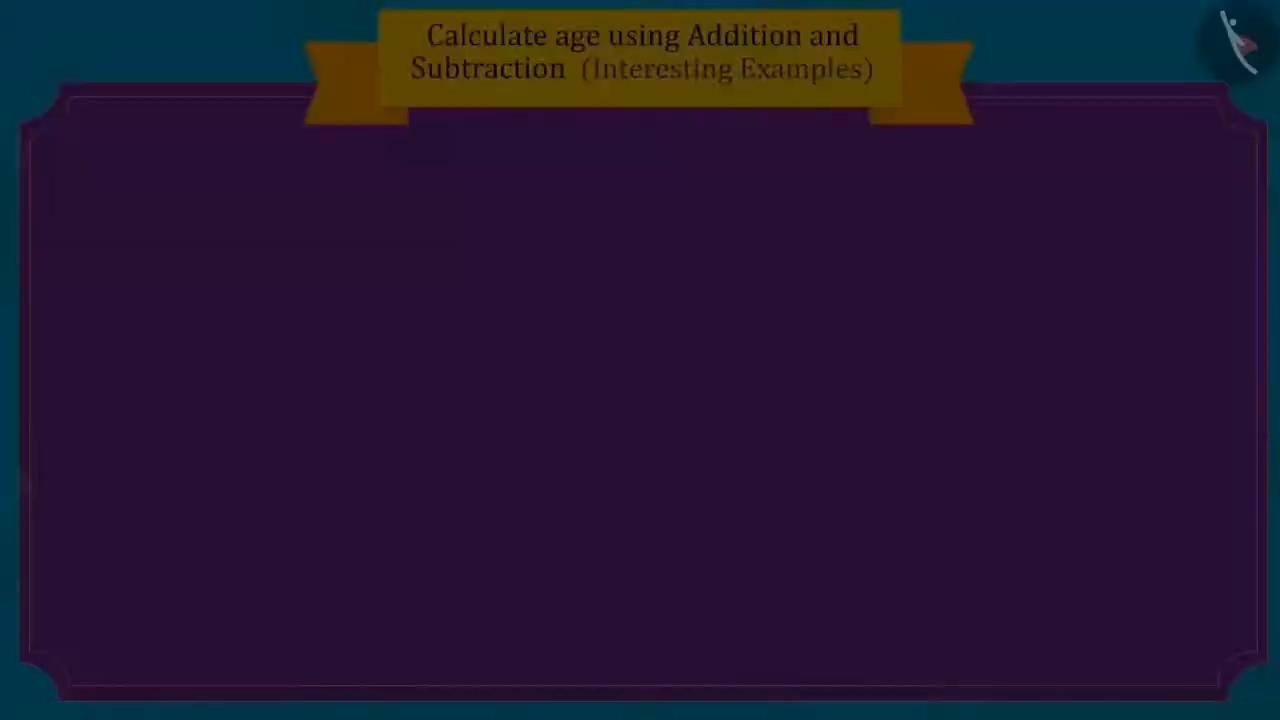 Calculate age using Addition and
Subtraction (Interesting Examples)